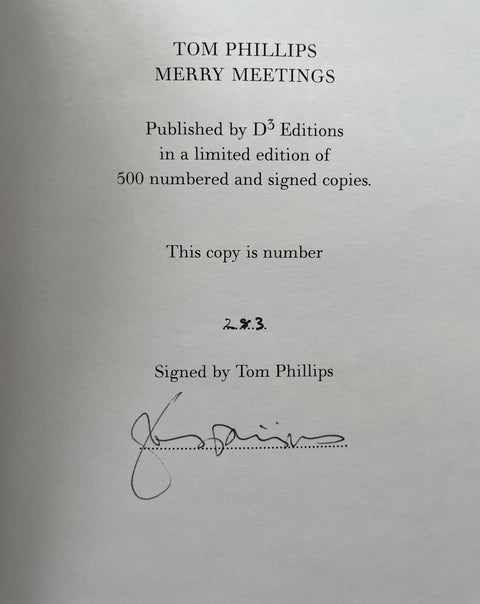 TOM PHILLIPS
MERRY MEETINGS
Published by D³ Editions
in a limited edition of
500 numbered and signed copies.
This copy is number
Signed by Tom Phillips